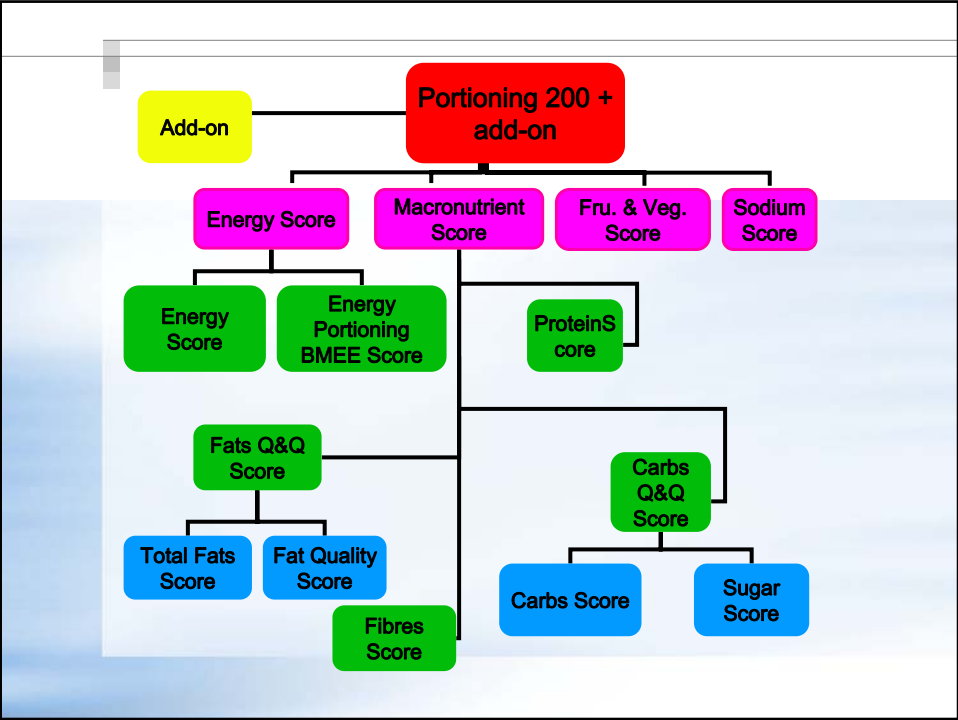 Portioning 200 +
add-on
Add-on
Energy Score
Macronutrient
Score
Fru. & Veg.
Score
Sodium
Score
Energy
Score
Energy
Portioning
BMEE Score
ProteinS
core
Fats Q&Q
Score
Carbs
Q&Q
Score
Total Fats
Score
Fat Quality
Score
Carbs Score
Sugar
Score
Fibres
Score